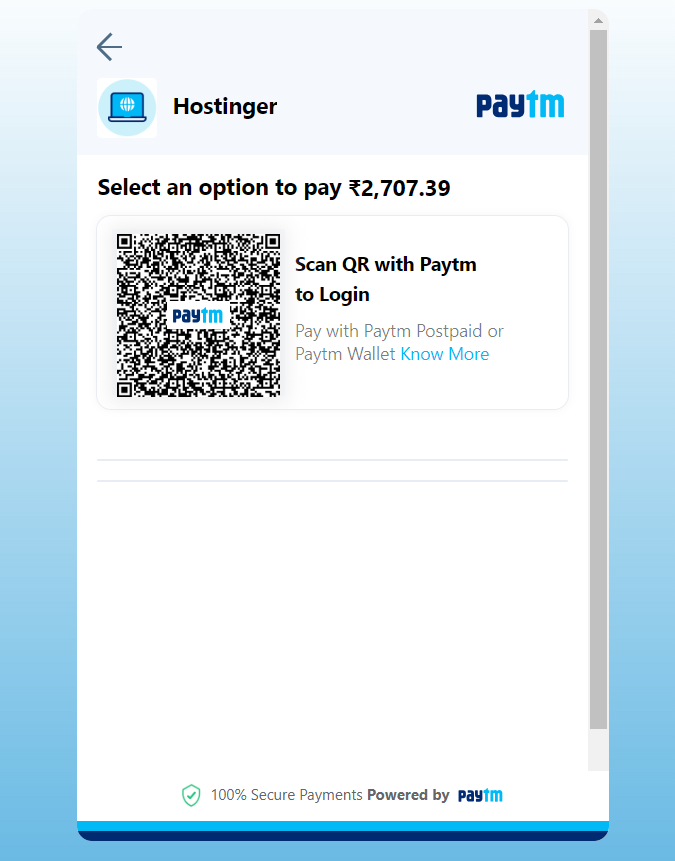 Hostinger
paytm
Select an option to pay ₹2,707.39
paytm
Scan QR with Paytm
to Login
Pay with Paytm Postpaid or
Paytm Wallet Know More
100% Secure Payments Powered by paytm